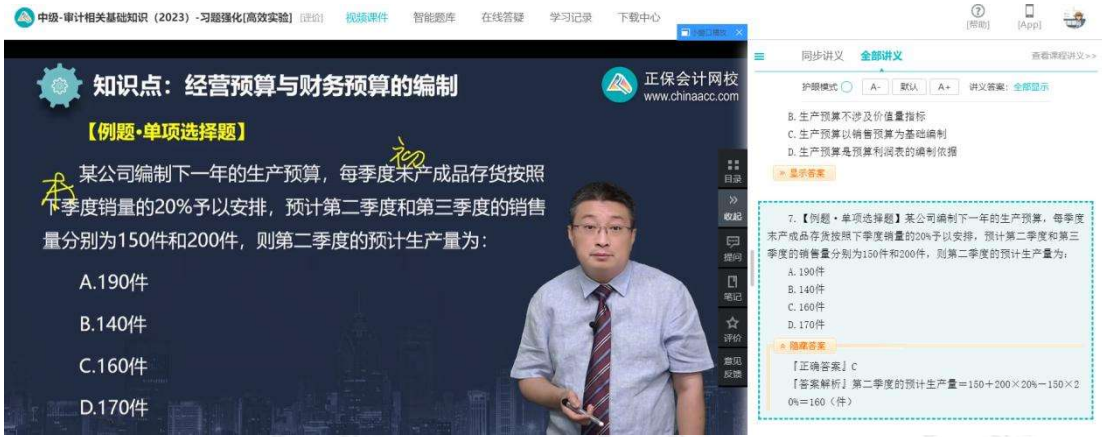 中级-审计相关基础知识（2023）-习题强化[高效实验] [评价] 视频课件 智能题库 在线答疑 学习记录 下载中心
[帮助] [App]
小窗口播放
知识点：经营预算与财务预算的编制
正保会计网校
www.chinaacc.com
【例题•单项选择题】
初
某公司编制下一年的生产预算，每季度末产成品存货按照
本
下季度销量的20%予以安排，预计第二季度和第三季度的销售
量分别为150件和200件，则第二季度的预计生产量为：
A.190件
B.140件
C.160件
D.170件
目录
收起
提问
笔记
评价
意见
反馈
同步讲义 全部讲义 查看课程讲义>>
护眼模式 A- 默认 A+ 讲义答案：全部显示
B. 生产预算不涉及价值量指标
C. 生产预算以销售预算为基础编制
D. 生产预算是预算利润表的编制依据
显示答案
7.【例题·单项选择题】某公司编制下一年的生产预算，每季度
末产成品存货按照下季度销量的20%予以安排，预计第二季度和第三
季度的销售量分别为150件和200件，则第二季度的预计生产量为：
A. 190件
B. 140件
C. 160件
D. 170件
隐藏答案
『正确答案』C
『答案解析』第二季度的预计生产量＝150＋200×20%－150×2
0%＝160（件）